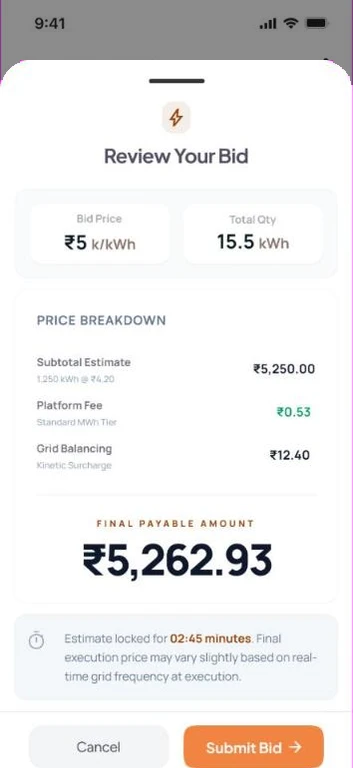 9:41
Review Your Bid
Bid Price
Total Qty
₹5 k/kWh
15.5 kWh
PRICE BREAKDOWN
Subtotal Estimate
₹5,250.00
1,250 kWh @ ₹4.20
Platform Fee
₹0.53
Standard MWh Tier
Grid Balancing
₹12.40
Kinetic Surcharge
FINAL PAYABLE AMOUNT
₹5,262.93
Estimate locked for 02:45 minutes. Final
execution price may vary slightly based on real-
time grid frequency at execution.
Cancel
Submit Bid →